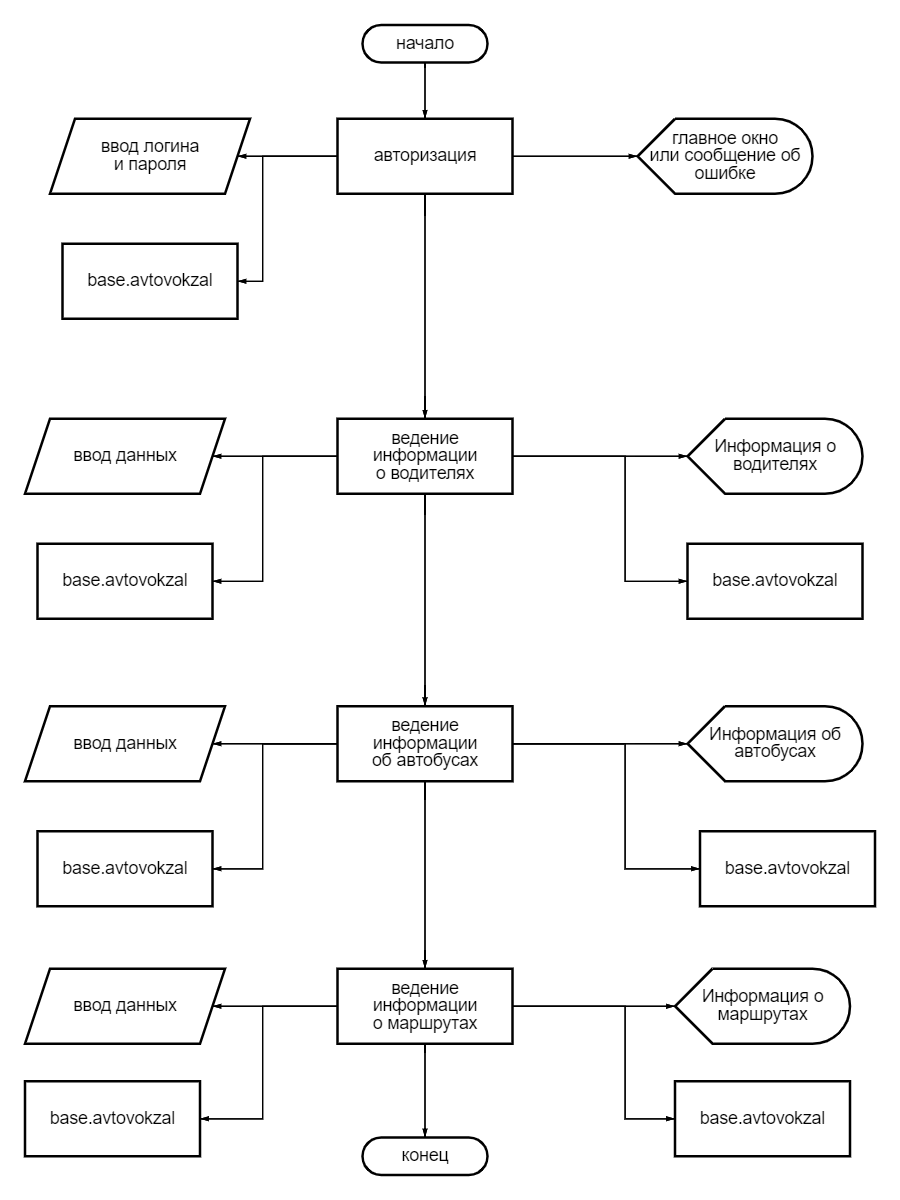 начало
ввод логина
и пароля
авторизация
главное окно
или сообщение об
ошибке
base.avtovokzal
ввод данных
ведение
информации
о водителях
Информация о
водителях
base.avtovokzal
base.avtovokzal
ввод данных
ведение
информации
об автобусах
Информация об
автобусах
base.avtovokzal
base.avtovokzal
ввод данных
ведение
информации
о маршрутах
Информация о
маршрутах
base.avtovokzal
base.avtovokzal
конец